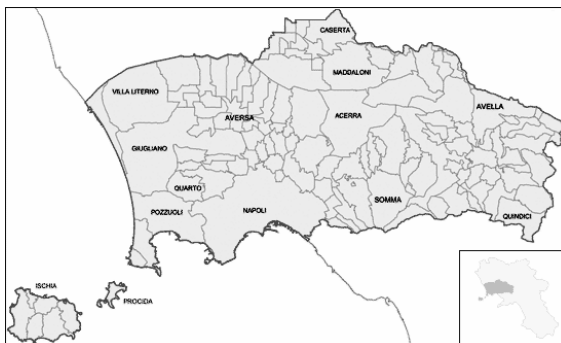 CASERTA
MADDALONI
VILLA LITERNO
AVELLA
AVERSA
ACERRA
GIUGLIANO
QUARTO
SOMMA
POZZUOLI
NAPOLI
QUINDICI
ISCHIA
PROCIDA